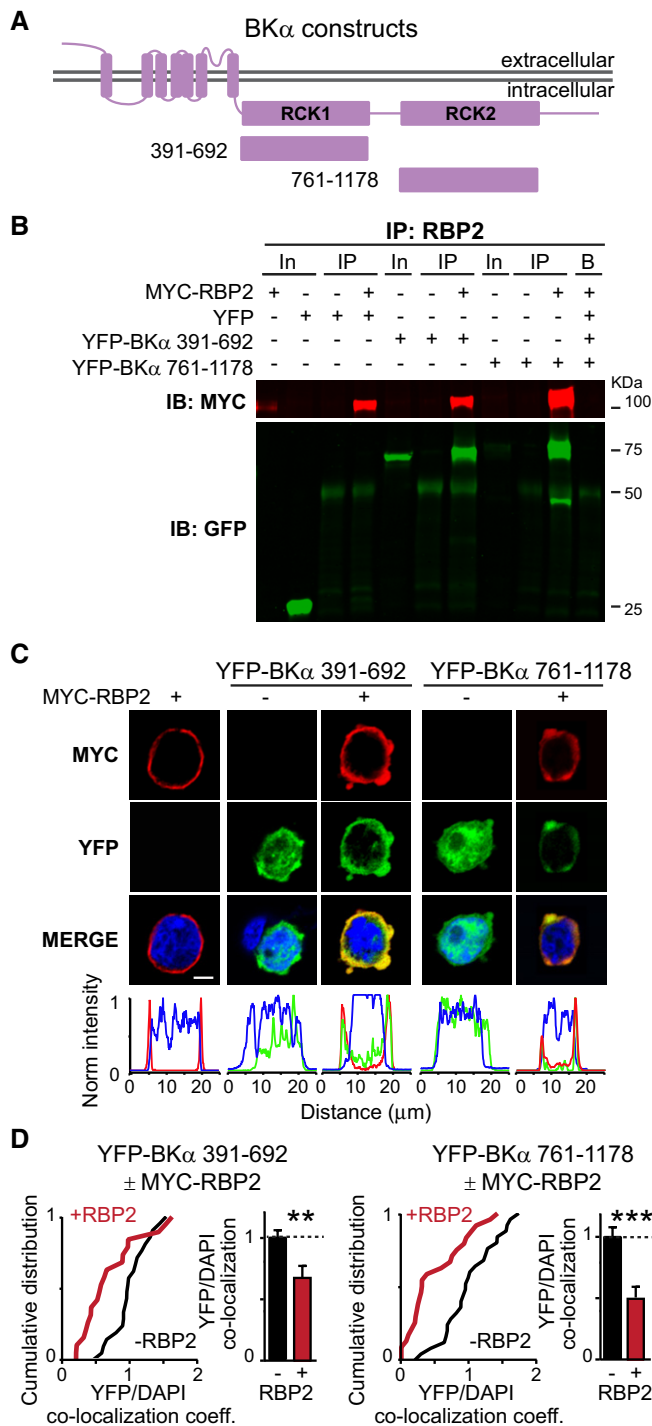 A
BKα constructs
extracellular
intracellular
RCK1
RCK2
391-692
761-1178
B
IP: RBP2
In IP In IP In IP B
MYC-RBP2 + - - + - - + - - + +
YFP - + + + - - - - - - +
YFP-BKα 391-692 - - - - + + + - - - +
YFP-BKα 761-1178 - - - - - - - + + + +
KDa
IB: MYC
100
75
50
IB: GFP
25
C
YFP-BKα 391-692 YFP-BKα 761-1178
MYC-RBP2 + - + - +
MYC
YFP
MERGE
Norm intensity
1
0
0 10 20 0 10 20 0 10 20 0 10 20 0 10 20
Distance (μm)
D
YFP-BKα 391-692
± MYC-RBP2
YFP-BKα 761-1178
± MYC-RBP2
Cumulative distribution
1
0
+RBP2
-RBP2
0 1 2
YFP/DAPI
co-localization coeff.
YFP/DAPI
co-localization
**
1
0
- +
RBP2
Cumulative distribution
1
0
+RBP2
-RBP2
0 1 2
YFP/DAPI
co-localization coeff.
YFP/DAPI
co-localization
***
1
0
- +
RBP2